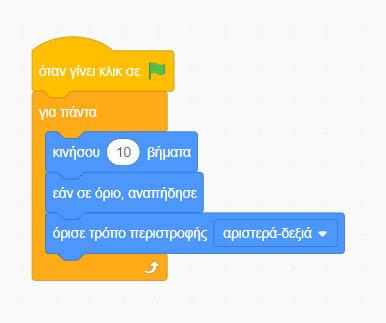 όταν γίνει κλικ σε
για πάντα
κινήσου 10 βήματα
εάν σε όριο, αναπήδησε
όρισε τρόπο περιστροφής αριστερά-δεξιά